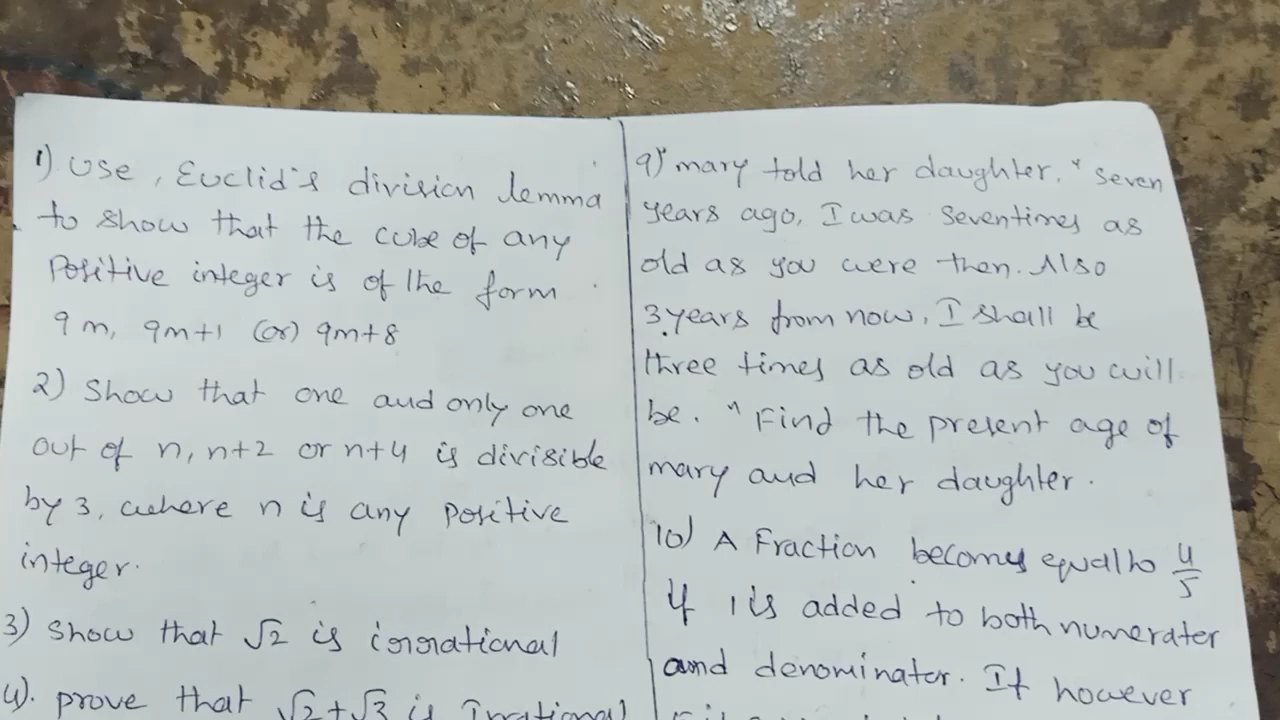 1) Use, Euclid's division lemma
to show that the cube of any
Positive integer is of the form
9m, 9m+1 (or) 9m+8
2) Show that one and only one
out of n, n+2 or n+4 is divisible
by 3, where n is any positive
integer.
3) Show that √2 is irrational
4). prove that √2+√3 is Irrational
9) "mary told her daughter. "seven
years ago, I was seventimes as
old as you were then. Also
3 years from now, I shall be
three times as old as you will
be. " Find the present age of
mary and her daughter.
10) A Fraction becomes equal to 4/5
if 1 is added to both numerater
and denominator. If however